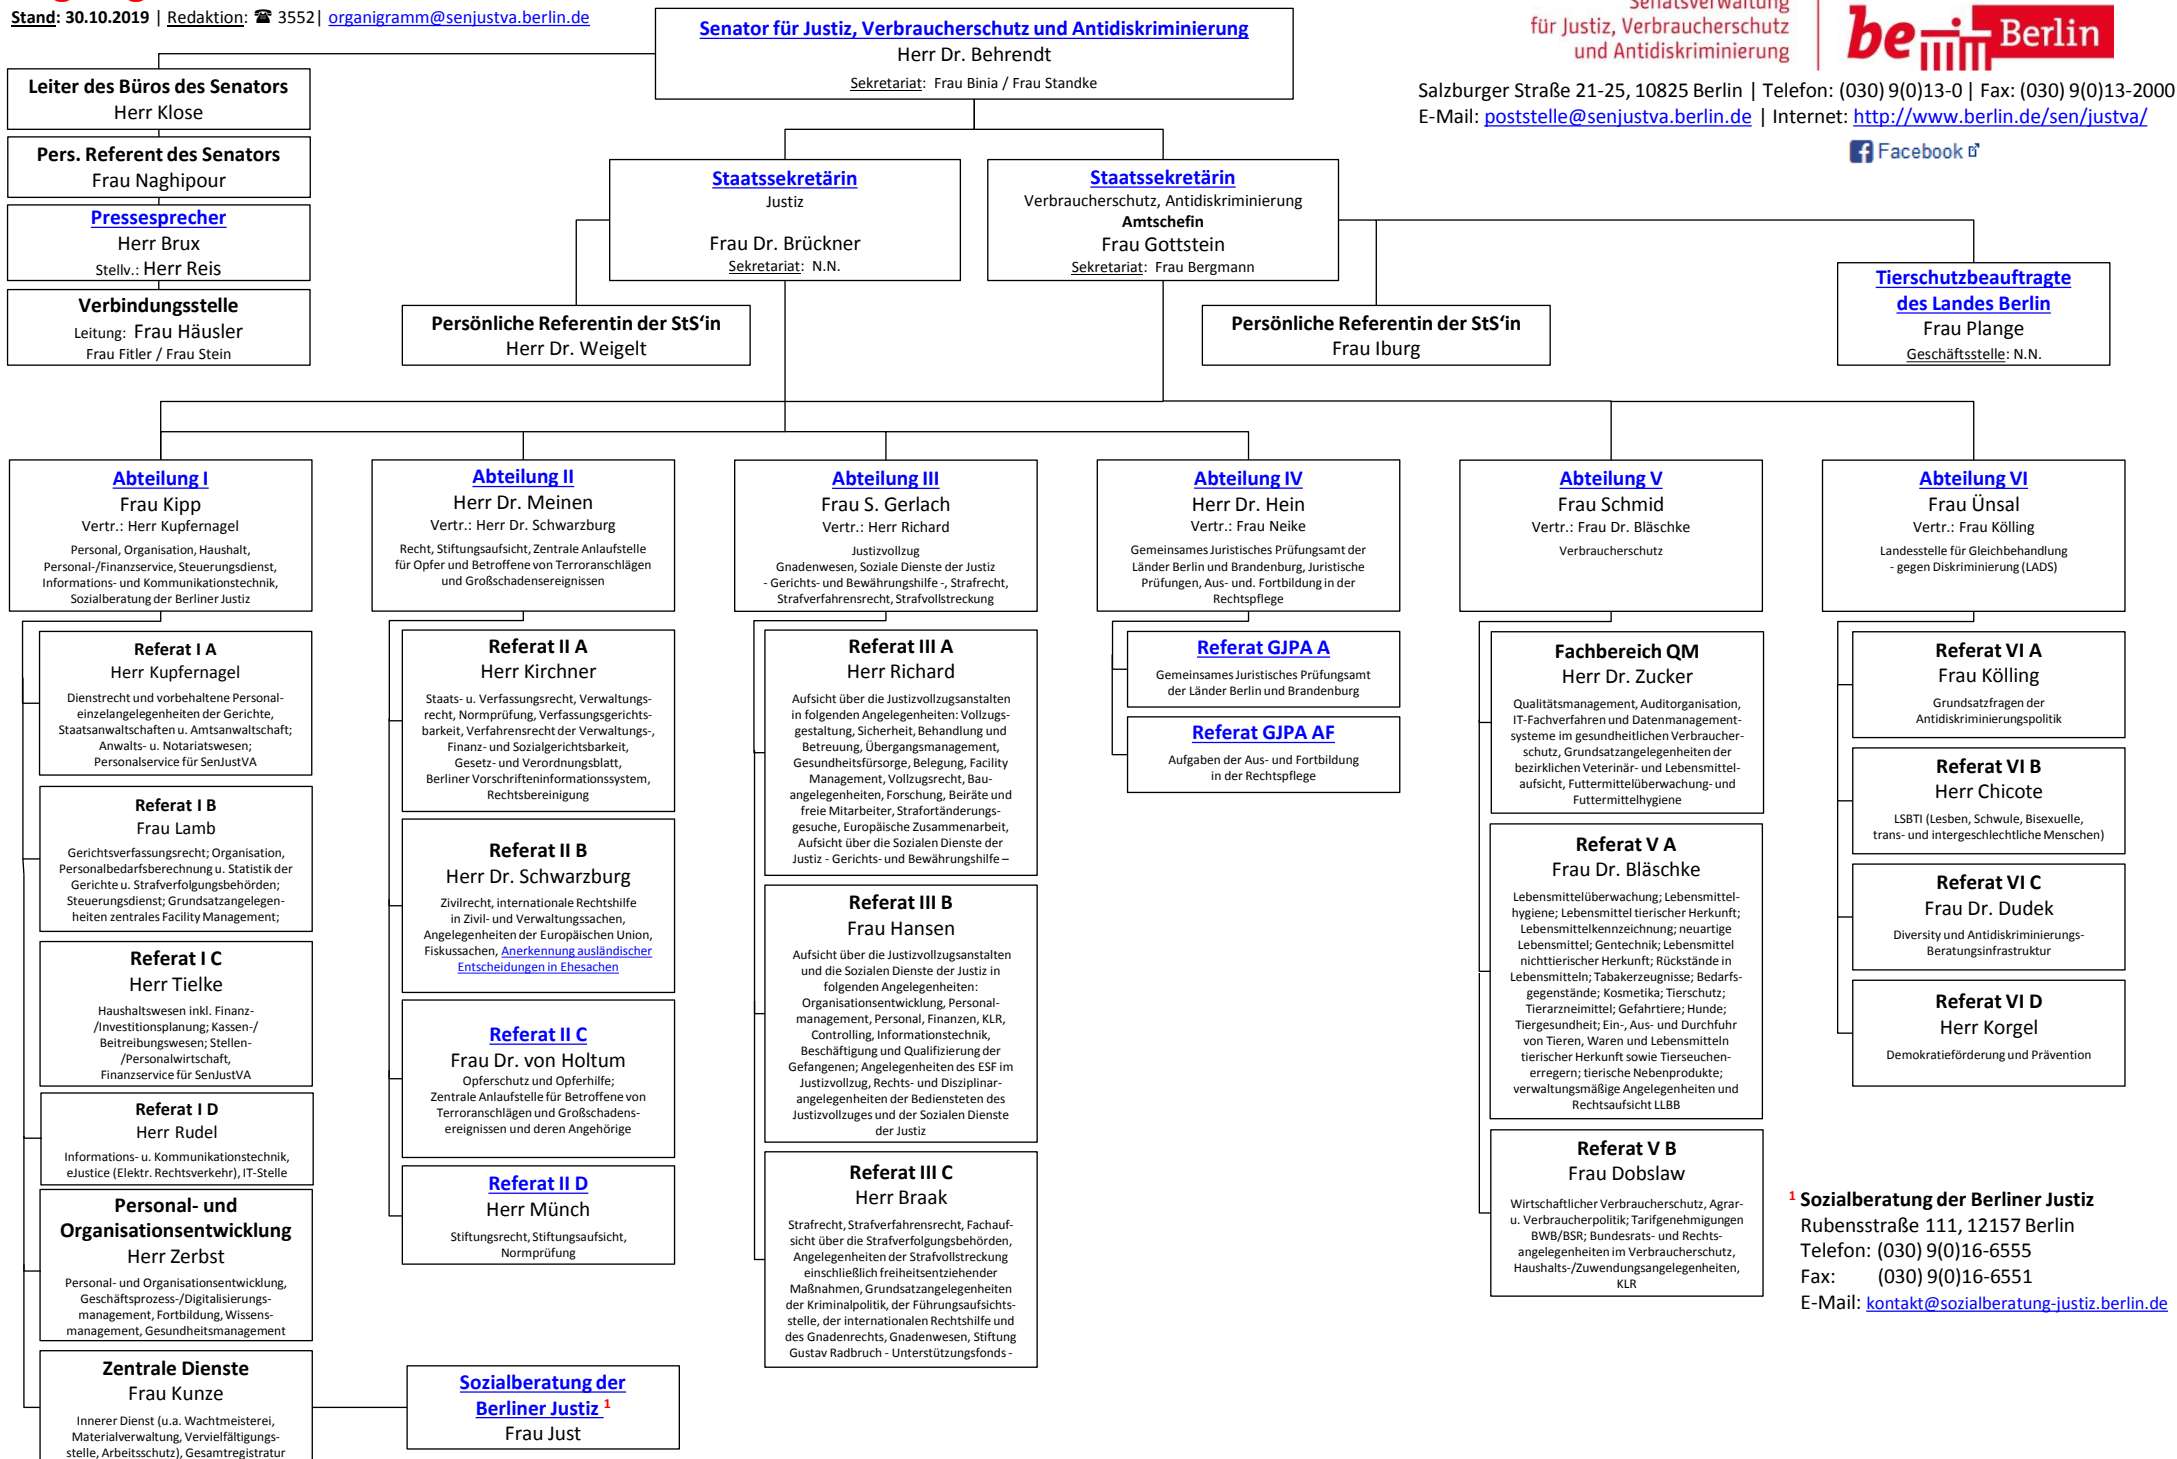 Stand: 30.10.2019 | Redaktion: ☎ 3552| organigramm@senjustva.berlin.de
Senator für Justiz, Verbraucherschutz und Antidiskriminierung
Herr Dr. Behrendt
Sekretariat: Frau Binia / Frau Standke
Senatsverwaltung
für Justiz, Verbraucherschutz
und Antidiskriminierung
be Berlin
Salzburger Straße 21-25, 10825 Berlin | Telefon: (030) 9(0)13-0 | Fax: (030) 9(0)13-2000
E-Mail: poststelle@senjustva.berlin.de | Internet: http://www.berlin.de/sen/justva/
Facebook
Leiter des Büros des Senators
Herr Klose
Pers. Referent des Senators
Frau Naghipour
Pressesprecher
Herr Brux
Stellv.: Herr Reis
Verbindungsstelle
Leitung: Frau Häusler
Frau Fitler / Frau Stein
Staatssekretärin
Justiz
Frau Dr. Brückner
Sekretariat: N.N.
Staatssekretärin
Verbraucherschutz, Antidiskriminierung
Amtschefin
Frau Gottstein
Sekretariat: Frau Bergmann
Persönliche Referentin der StS‘in
Herr Dr. Weigelt
Persönliche Referentin der StS‘in
Frau Iburg
Tierschutzbeauftragte
des Landes Berlin
Frau Plange
Geschäftsstelle: N.N.
Abteilung I
Frau Kipp
Vertr.: Herr Kupfernagel
Personal, Organisation, Haushalt,
Personal-/Finanzservice, Steuerungsdienst,
Informations- und Kommunikationstechnik,
Sozialberatung der Berliner Justiz
Referat I A
Herr Kupfernagel
Dienstrecht und vorbehaltene Personal-
einzelangelegenheiten der Gerichte,
Staatsanwaltschaften u. Amtsanwaltschaft;
Anwalts- u. Notariatswesen;
Personalservice für SenJustVA
Referat I B
Frau Lamb
Gerichtsverfassungsrecht; Organisation,
Personalbedarfsberechnung u. Statistik der
Gerichte u. Strafverfolgungsbehörden;
Steuerungsdienst; Grundsatzangelegen-
heiten zentrales Facility Management;
Referat I C
Herr Tielke
Haushaltswesen inkl. Finanz-
/Investitionsplanung; Kassen-/
Beitreibungswesen; Stellen-
/Personalwirtschaft,
Finanzservice für SenJustVA
Referat I D
Herr Rudel
Informations- u. Kommunikationstechnik,
eJustice (Elektr. Rechtsverkehr), IT-Stelle
Personal- und
Organisationsentwicklung
Herr Zerbst
Personal- und Organisationsentwicklung,
Geschäftsprozess-/Digitalisierungs-
management, Fortbildung, Wissens-
management, Gesundheitsmanagement
Zentrale Dienste
Frau Kunze
Innerer Dienst (u.a. Wachtmeisterei,
Materialverwaltung, Vervielfältigungs-
stelle, Arbeitsschutz), Gesamtregistratur
Sozialberatung der
Berliner Justiz 1
Frau Just
Abteilung II
Herr Dr. Meinen
Vertr.: Herr Dr. Schwarzburg
Recht, Stiftungsaufsicht, Zentrale Anlaufstelle
für Opfer und Betroffene von Terroranschlägen
und Großschadensereignissen
Referat II A
Herr Kirchner
Staats- u. Verfassungsrecht, Verwaltungs-
recht, Normprüfung, Verfassungsgerichts-
barkeit, Verfahrensrecht der Verwaltungs-,
Finanz- und Sozialgerichtsbarkeit,
Gesetz- und Verordnungsblatt,
Berliner Vorschrifteninformationssystem,
Rechtsbereinigung
Referat II B
Herr Dr. Schwarzburg
Zivilrecht, internationale Rechtshilfe
in Zivil- und Verwaltungssachen,
Angelegenheiten der Europäischen Union,
Fiskussachen, Anerkennung ausländischer
Entscheidungen in Ehesachen
Referat II C
Frau Dr. von Holtum
Opferschutz und Opferhilfe;
Zentrale Anlaufstelle für Betroffene von
Terroranschlägen und Großschadens-
ereignissen und deren Angehörige
Referat II D
Herr Münch
Stiftungsrecht, Stiftungsaufsicht,
Normprüfung
Abteilung III
Frau S. Gerlach
Vertr.: Herr Richard
Justizvollzug
Gnadenwesen, Soziale Dienste der Justiz
- Gerichts- und Bewährungshilfe -, Strafrecht,
Strafverfahrensrecht, Strafvollstreckung
Referat III A
Herr Richard
Aufsicht über die Justizvollzugsanstalten
in folgenden Angelegenheiten: Vollzugs-
gestaltung, Sicherheit, Behandlung und
Betreuung, Übergangsmanagement,
Gesundheitsfürsorge, Belegung, Facility
Management, Vollzugsrecht, Bau-
angelegenheiten, Forschung, Beiräte und
freie Mitarbeiter, Strafortänderungs-
gesuche, Europäische Zusammenarbeit,
Aufsicht über die Sozialen Dienste der
Justiz - Gerichts- und Bewährungshilfe –
Referat III B
Frau Hansen
Aufsicht über die Justizvollzugsanstalten
und die Sozialen Dienste der Justiz in
folgenden Angelegenheiten:
Organisationsentwicklung, Personal-
management, Personal, Finanzen, KLR,
Controlling, Informationstechnik,
Beschäftigung und Qualifizierung der
Gefangenen; Angelegenheiten des ESF im
Justizvollzug, Rechts- und Disziplinar-
angelegenheiten der Bediensteten des
Justizvollzuges und der Sozialen Dienste
der Justiz
Referat III C
Herr Braak
Strafrecht, Strafverfahrensrecht, Fachauf-
sicht über die Strafverfolgungsbehörden,
Angelegenheiten der Strafvollstreckung
einschließlich freiheitsentziehender
Maßnahmen, Grundsatzangelegenheiten
der Kriminalpolitik, der Führungsaufsichts-
stelle, der internationalen Rechtshilfe und
des Gnadenrechts, Gnadenwesen, Stiftung
Gustav Radbruch - Unterstützungsfonds -
Abteilung IV
Herr Dr. Hein
Vertr.: Frau Neike
Gemeinsames Juristisches Prüfungsamt der
Länder Berlin und Brandenburg, Juristische
Prüfungen, Aus- und. Fortbildung in der
Rechtspflege
Referat GJPA A
Gemeinsames Juristisches Prüfungsamt
der Länder Berlin und Brandenburg
Referat GJPA AF
Aufgaben der Aus- und Fortbildung
in der Rechtspflege
Abteilung V
Frau Schmid
Vertr.: Frau Dr. Bläschke
Verbraucherschutz
Fachbereich QM
Herr Dr. Zucker
Qualitätsmanagement, Auditorganisation,
IT-Fachverfahren und Datenmanagement-
systeme im gesundheitlichen Verbraucher-
schutz, Grundsatzangelegenheiten der
bezirklichen Veterinär- und Lebensmittel-
aufsicht, Futtermittelüberwachung- und
Futtermittelhygiene
Referat V A
Frau Dr. Bläschke
Lebensmittelüberwachung; Lebensmittel-
hygiene; Lebensmittel tierischer Herkunft;
Lebensmittelkennzeichnung; neuartige
Lebensmittel; Gentechnik; Lebensmittel
nichttierischer Herkunft; Rückstände in
Lebensmitteln; Tabakerzeugnisse; Bedarfs-
gegenstände; Kosmetika; Tierschutz;
Tierarzneimittel; Gefahrtiere; Hunde;
Tiergesundheit; Ein-, Aus- und Durchfuhr
von Tieren, Waren und Lebensmitteln
tierischer Herkunft sowie Tierseuchen-
erregern; tierische Nebenprodukte;
verwaltungsmäßige Angelegenheiten und
Rechtsaufsicht LLBB
Referat V B
Frau Dobslaw
Wirtschaftlicher Verbraucherschutz, Agrar-
u. Verbraucherpolitik; Tarifgenehmigungen
BWB/BSR; Bundesrats- und Rechts-
angelegenheiten im Verbraucherschutz,
Haushalts-/Zuwendungsangelegenheiten,
KLR
Abteilung VI
Frau Ünsal
Vertr.: Frau Kölling
Landesstelle für Gleichbehandlung
- gegen Diskriminierung (LADS)
Referat VI A
Frau Kölling
Grundsatzfragen der
Antidiskriminierungspolitik
Referat VI B
Herr Chicote
LSBTI (Lesben, Schwule, Bisexuelle,
trans- und intergeschlechtliche Menschen)
Referat VI C
Frau Dr. Dudek
Diversity und Antidiskriminierungs-
Beratungsinfrastruktur
Referat VI D
Herr Korgel
Demokratieförderung und Prävention
1 Sozialberatung der Berliner Justiz
Rubensstraße 111, 12157 Berlin
Telefon: (030) 9(0)16-6555
Fax: (030) 9(0)16-6551
E-Mail: kontakt@sozialberatung-justiz.berlin.de